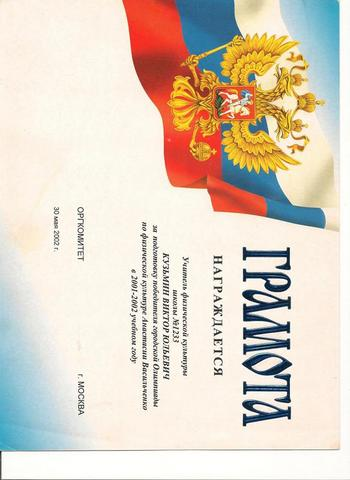 ГРАМОТА
НАГРАЖДАЕТСЯ
Учитель физической культуры
школы №1233
КУЗЬМИН ВИКТОР ЮЛЬЕВИЧ
за подготовку победителя городской Олимпиады
по физической культуре Анастасии Васильченко
в 2001-2002 учебном году
ОРГКОМИТЕТ
30 мая 2002 г.
г. МОСКВА